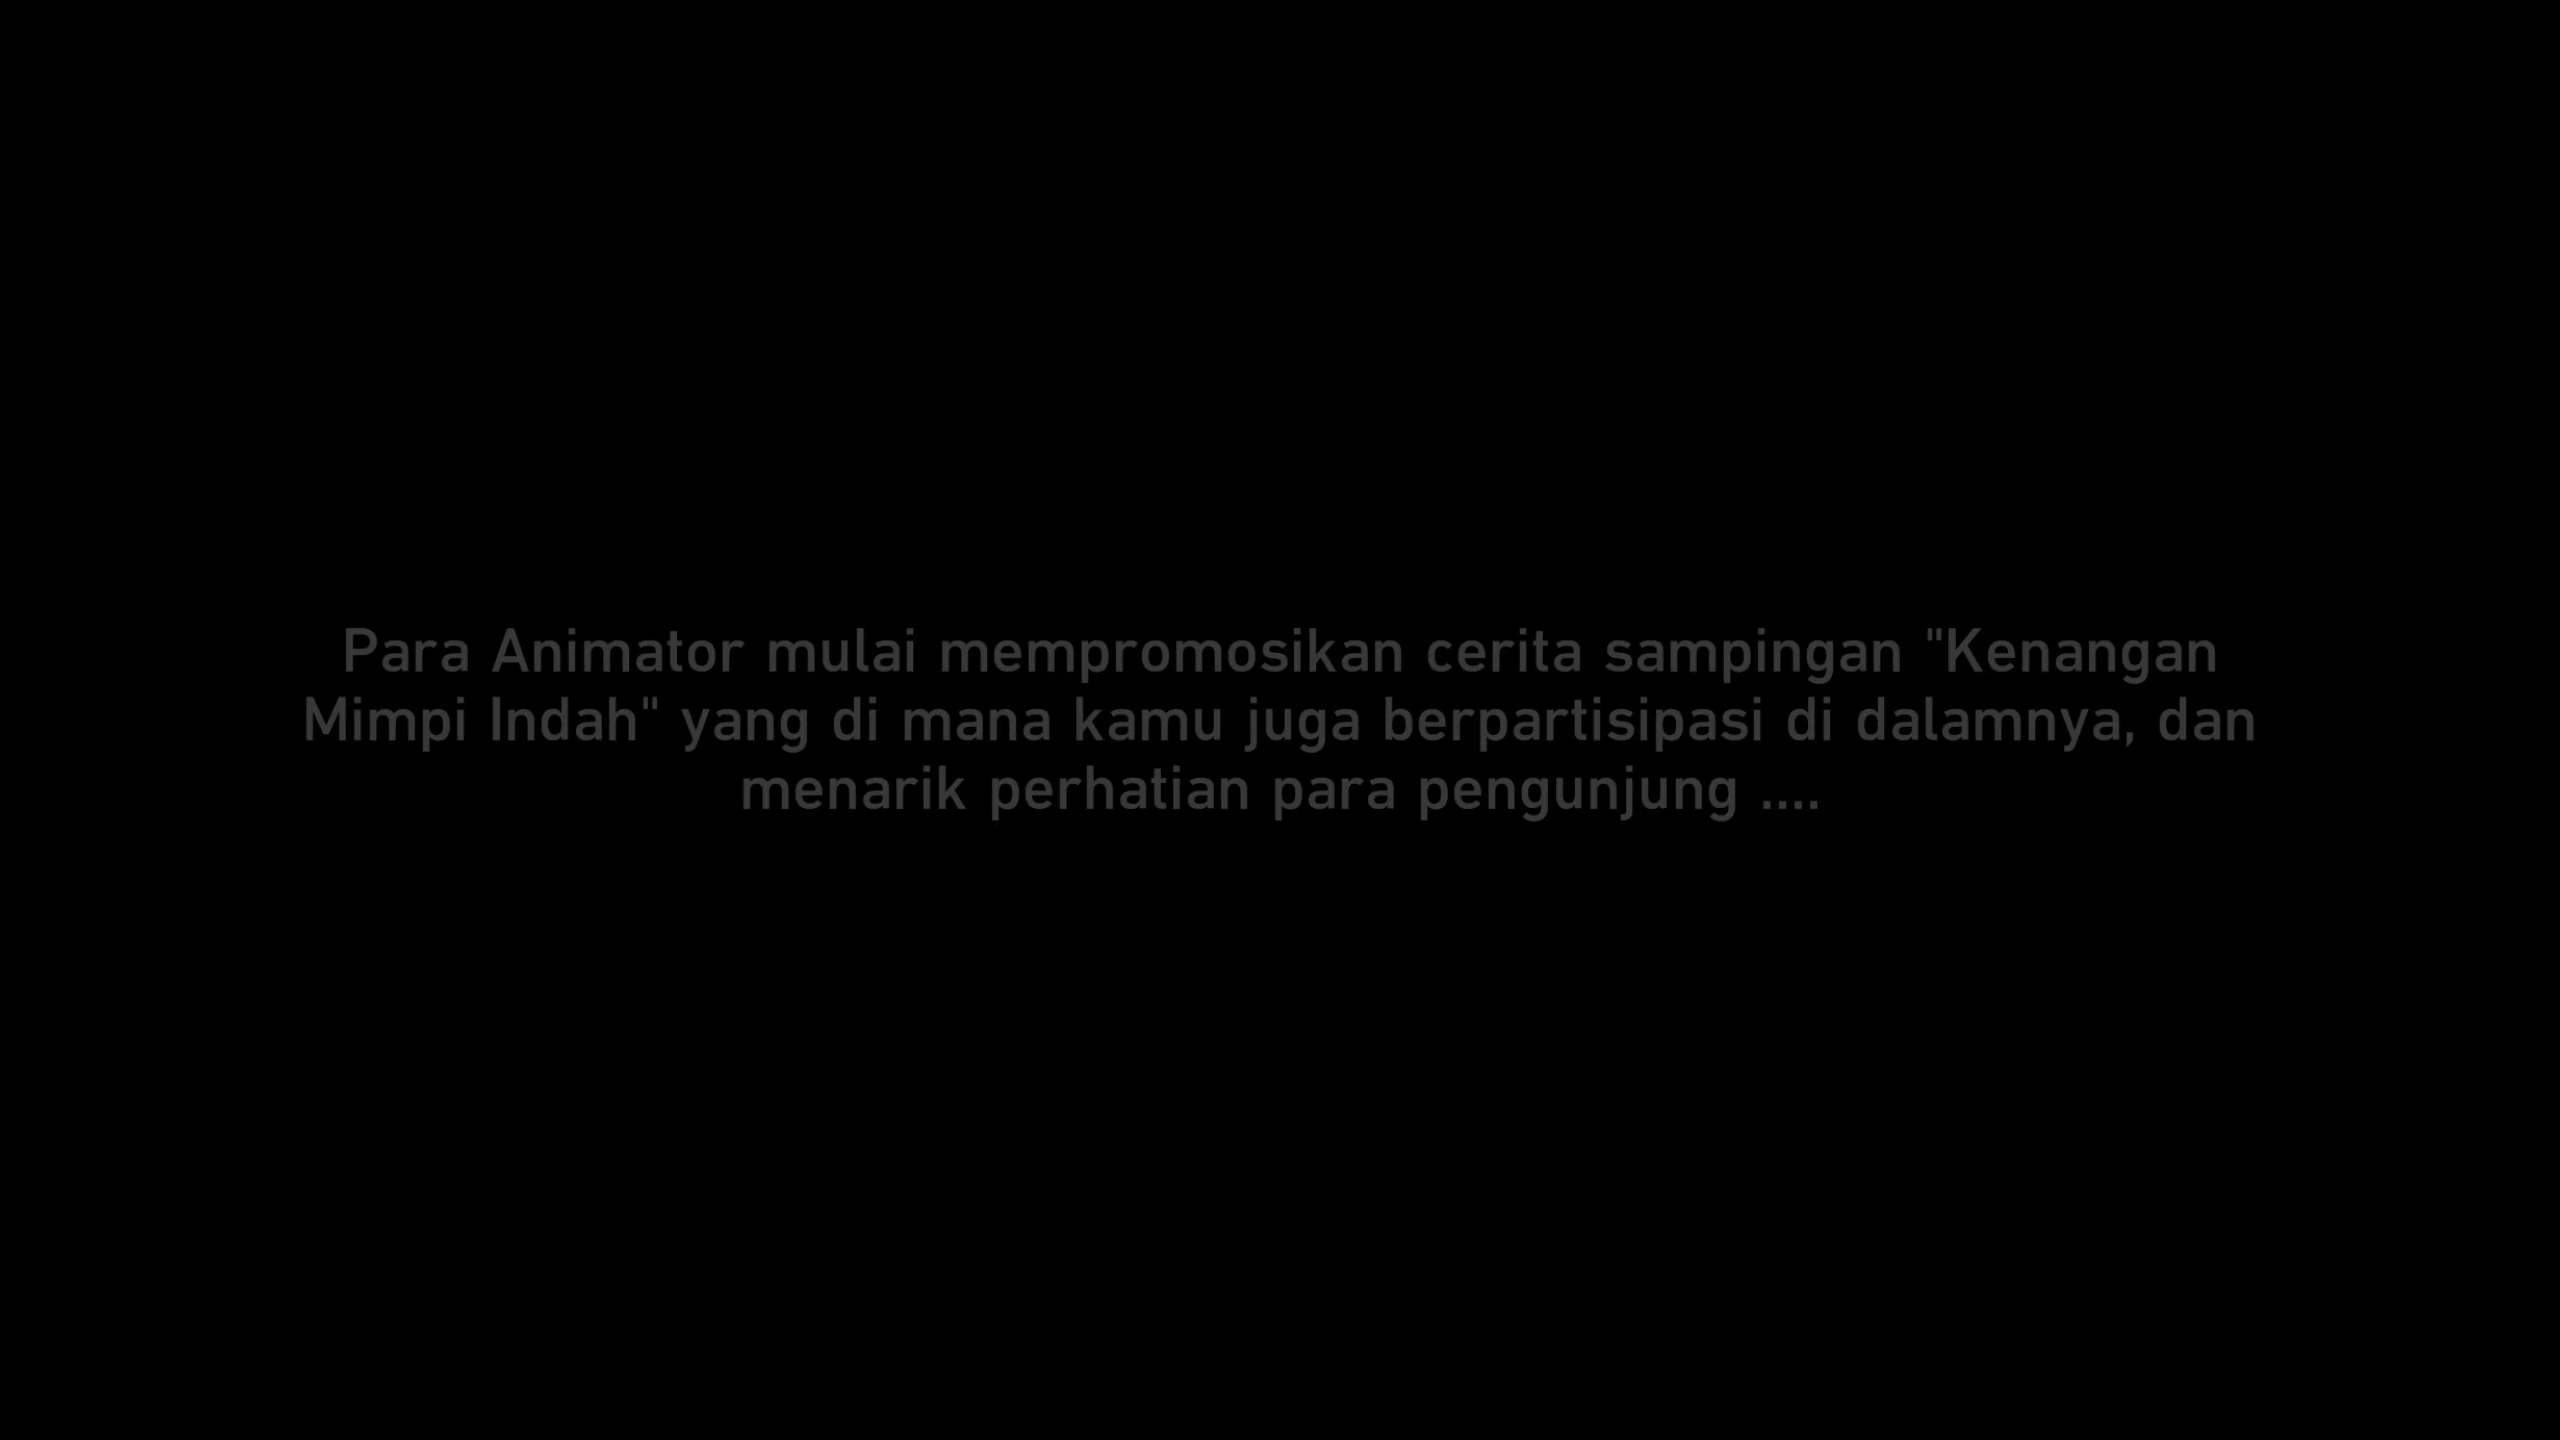 Para Animator mulai mempromosikan cerita sampingan "Kenangan
Mimpi Indah" yang di mana kamu juga berpartisipasi di dalamnya, dan
menarik perhatian para pengunjung ....